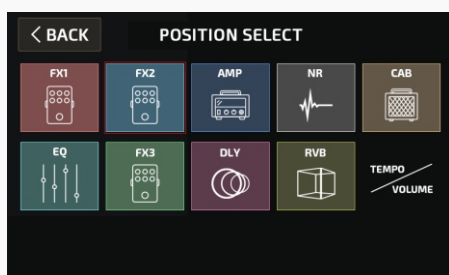 BACK
POSITION SELECT
FX1
FX2
AMP
NR
CAB
EQ
FX3
DLY
RVB
TEMPO
VOLUME